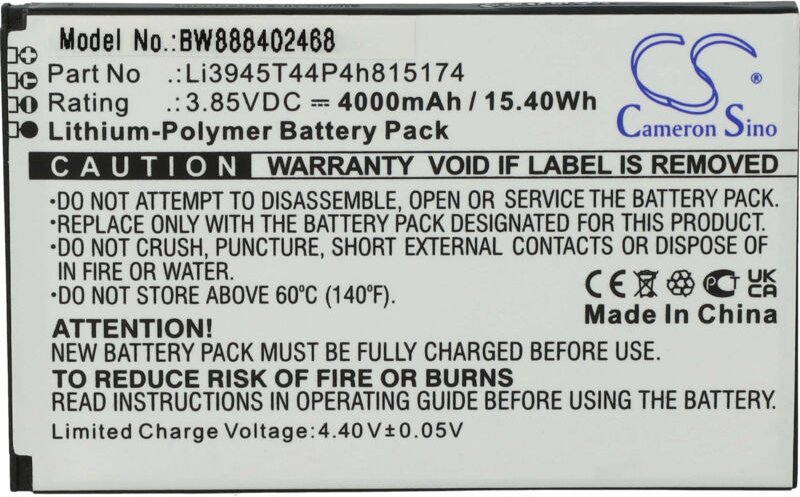 Model No.:BW888402468
Part No :Li3945T44P4h815174
Rating :3.85VDC = 4000mAh/15.40Wh
Lithium-Polymer Battery Pack
CS
Cameron Sino
CAUTION WARRANTY VOID IF LABEL IS REMOVED
•DO NOT ATTEMPT TO DISASSEMBLE, OPEN OR SERVICE THE BATTERY PACK.
•REPLACE ONLY WITH THE BATTERY PACK DESIGNATED FOR THIS PRODUCT.
•DO NOT CRUSH, PUNCTURE, SHORT EXTERNAL CONTACTS OR DISPOSE
IN FIRE OR WATER.
•DO NOT STORE ABOVE 60℃ (140℉).
CE UK CA
Made In China
ATTENTION!
NEW BATTERY PACK MUST BE FULLY CHARGED BEFORE USE.
TO REDUCE RISK OF FIRE OR BURNS
READ INSTRUCTIONS IN OPERATING GUIDE BEFORE BATTERY USE.
Limited Charge Voltage :4.40V±0.05V